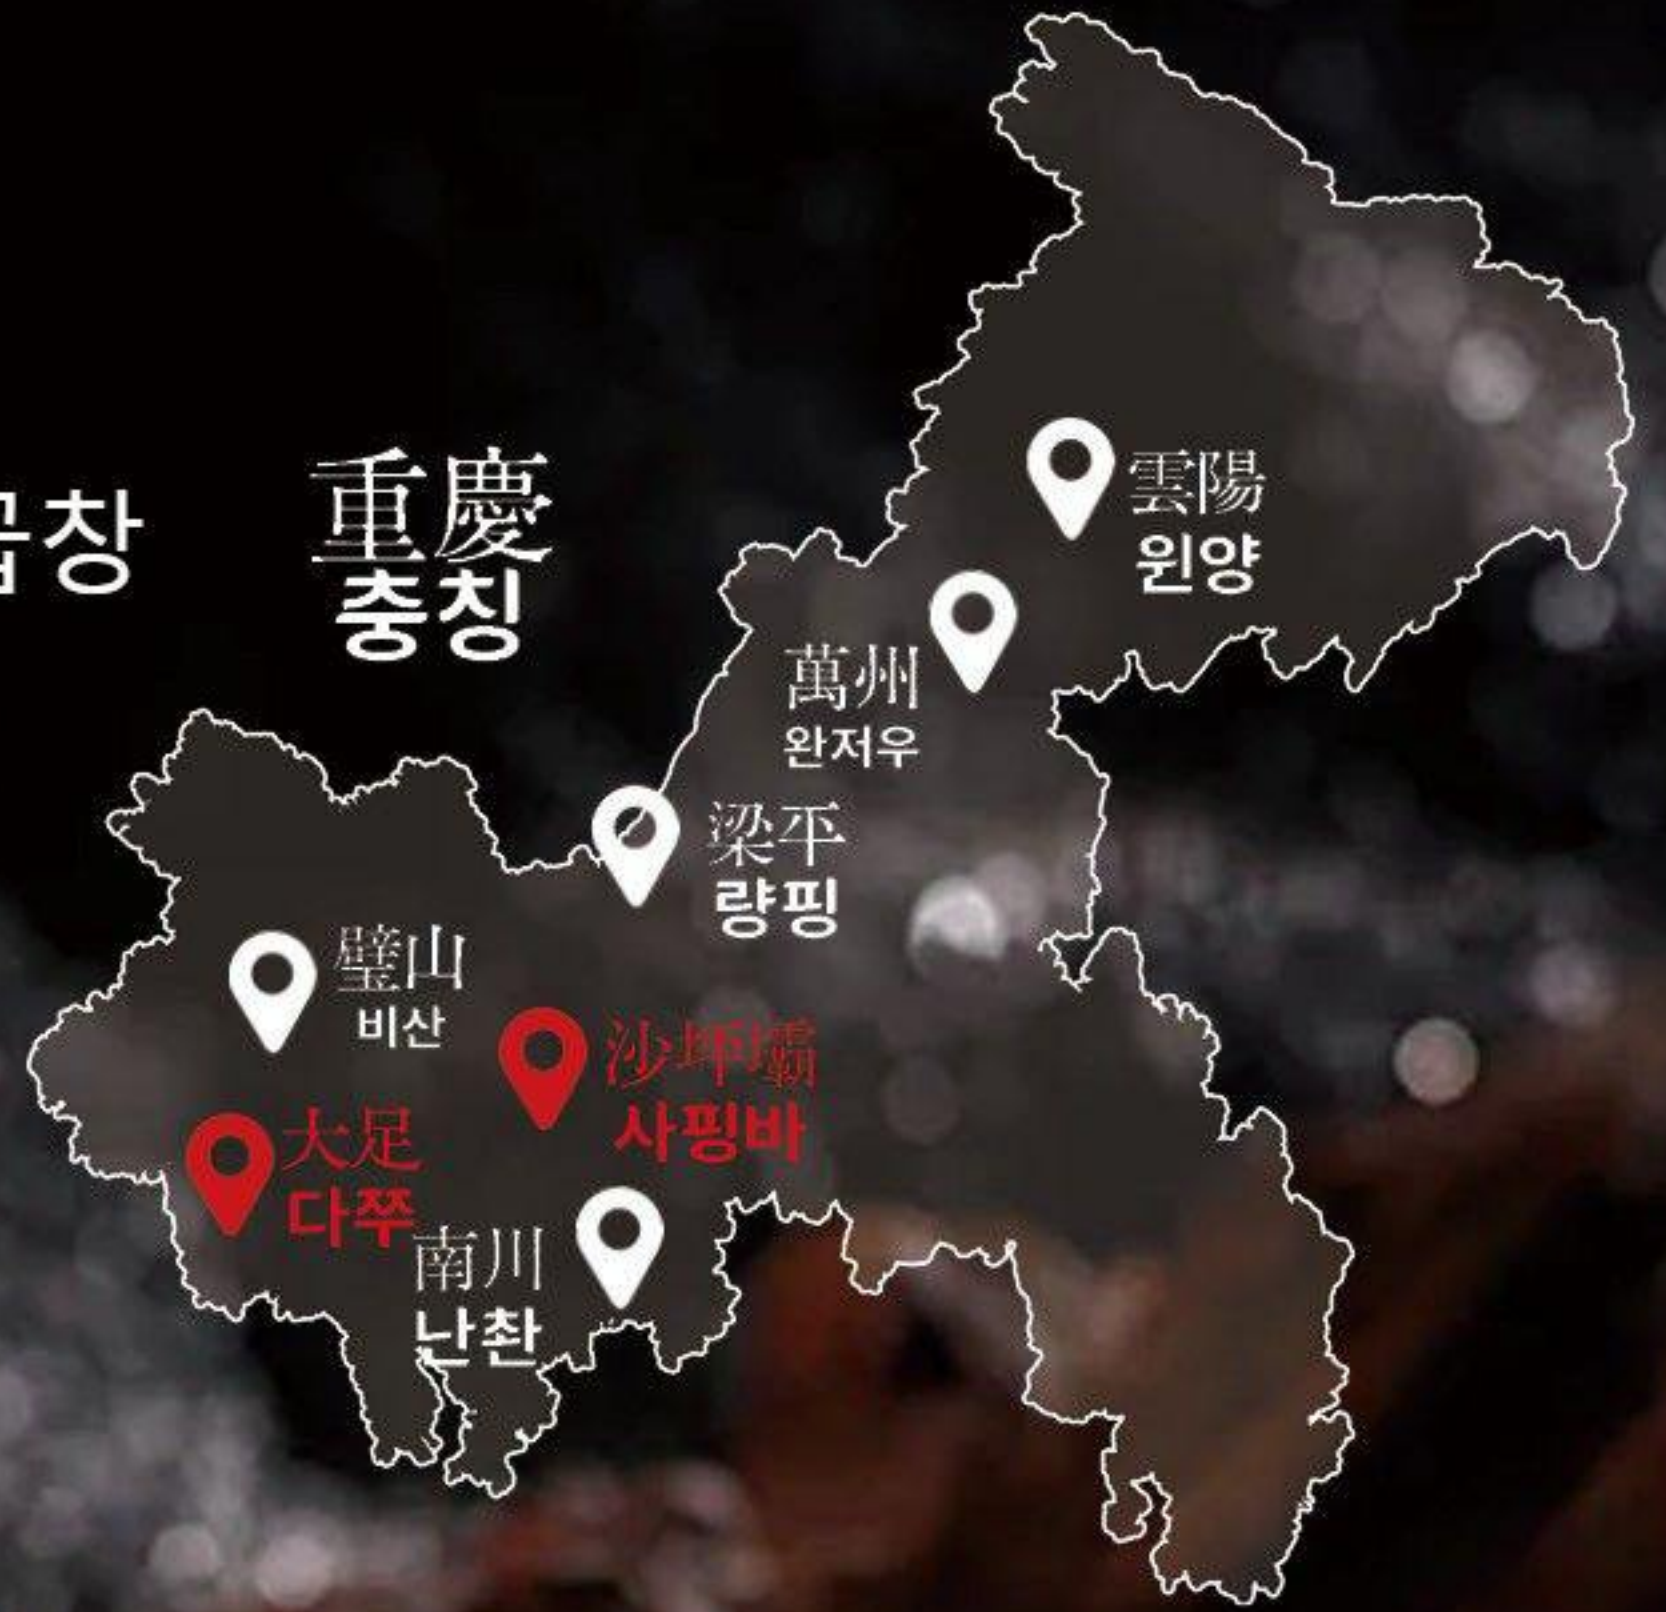 重慶
충칭
곱창
雲陽
윈양
萬州
완저우
梁平
량핑
璧山
비산
沙坪壩
사핑바
大足
다쭈
南川
난촨